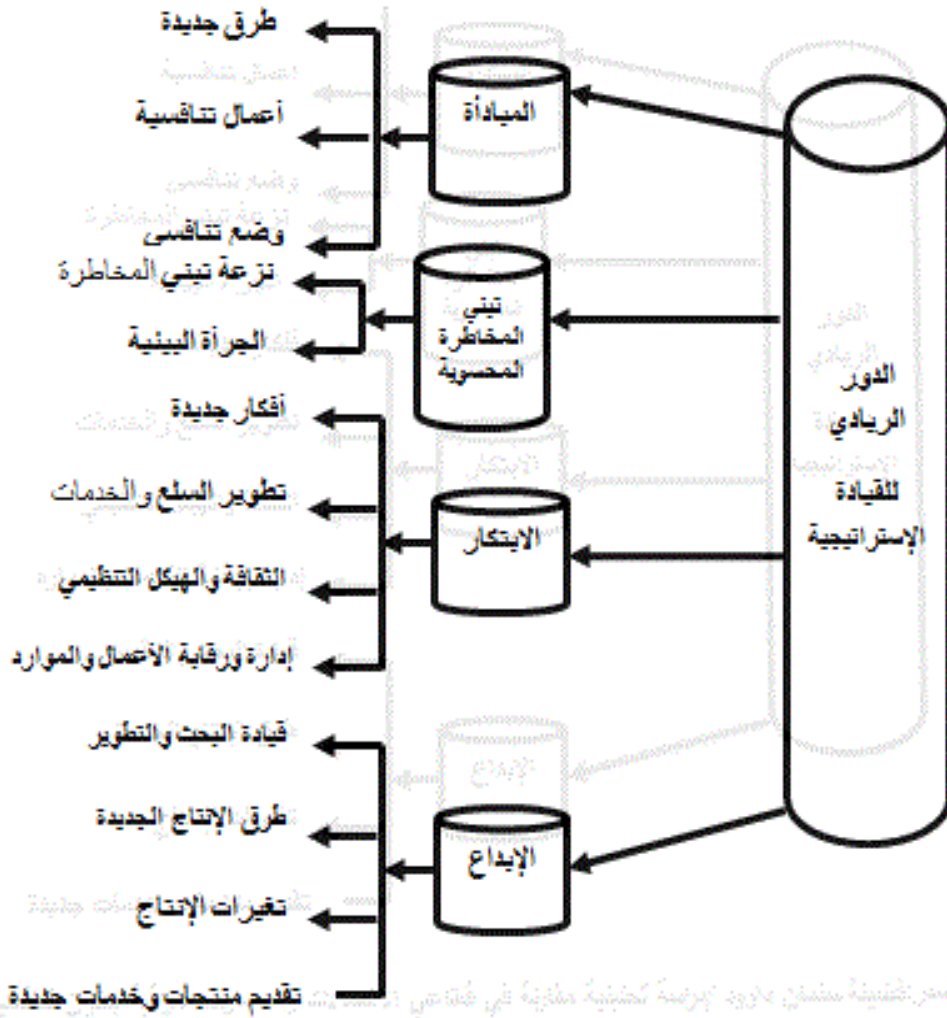 الدور
الريادي
للقيادة
الإستراتيجية
المبادأة
طرق جديدة
أعمال تنافسية
وضع تنافسي
تبني
المخاطرة
المحسوبة
نزعة تبني المخاطرة
الجرأة البيئية
الابتكار
أفكار جديدة
تطوير السلع والخدمات
الثقافة والهيكل التنظيمي
إدارة ورقابة الأعمال والموارد
الإبداع
قيادة البحث والتطوير
طرق الإنتاج الجديدة
تغيرات الإنتاج
تقديم منتجات وخدمات جديدة